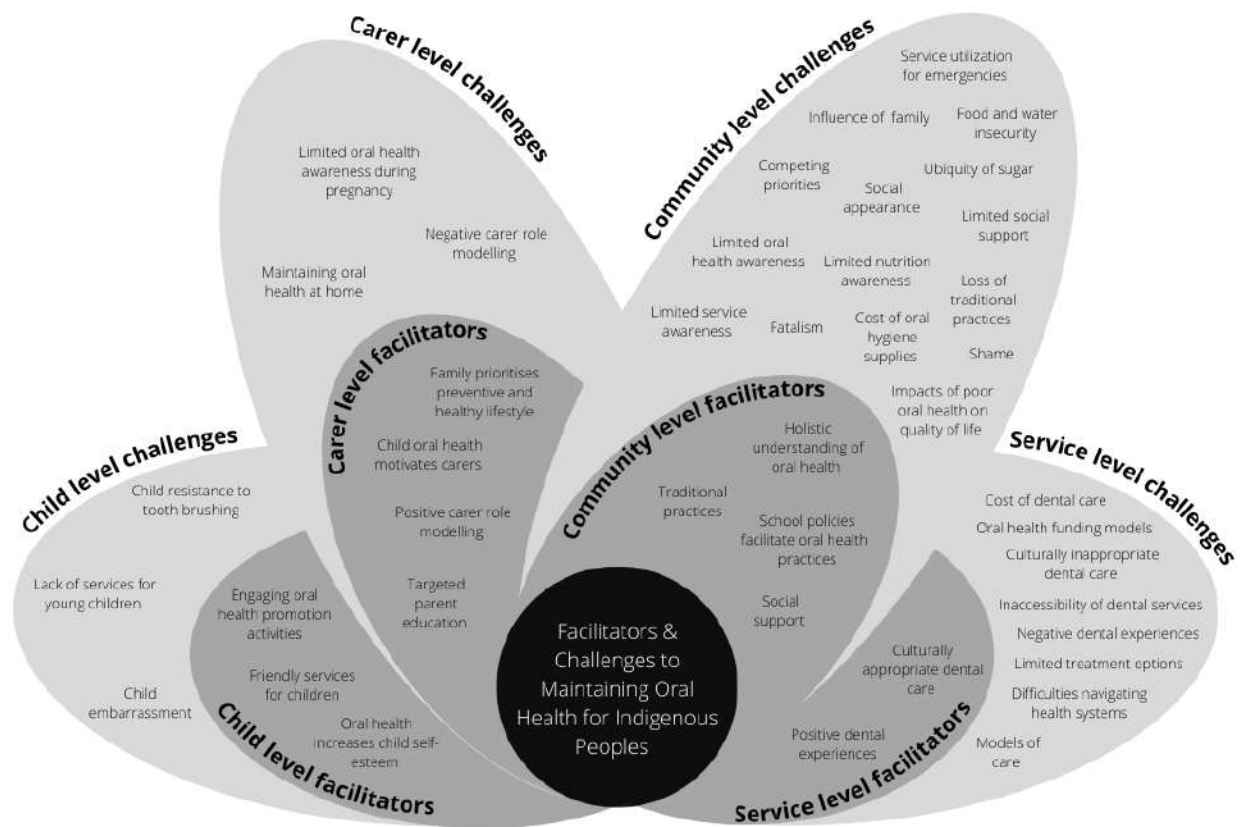 Carer level challenges
Limited oral health
awareness during
pregnancy
Negative carer role
modelling
Maintaining oral
health at home
Carer level facilitators
Family prioritises
preventive and
healthy lifestyle
Child oral health
motivates carers
Positive carer role
modelling
Targeted
parent
education
Community level challenges
Service utilization
for emergencies
Influence of family
Food and water
insecurity
Competing
priorities
Social
appearance
Ubiquity of sugar
Limited social
support
Limited oral
health awareness
Limited nutrition
awareness
Loss of
traditional
practices
Limited service
awareness
Fatalism
Cost of oral
hygiene
supplies
Shame
Impacts of poor
oral health on
quality of life
Community level facilitators
Holistic
understanding of
oral health
Traditional
practices
School policies
facilitate oral health
practices
Social
support
Child level challenges
Child resistance to
tooth brushing
Lack of services for
young children
Child
embarrassment
Child level facilitators
Engaging oral
health promotion
activities
Friendly services
for children
Oral health
increases child self-
esteem
Facilitators &
Challenges to
Maintaining Oral
Health for Indigenous
Peoples
Service level challenges
Cost of dental care
Oral health funding models
Culturally inappropriate
dental care
Inaccessibility of dental services
Negative dental experiences
Limited treatment options
Difficulties navigating
health systems
Models of
care
Service level facilitators
Culturally
appropriate dental
care
Positive dental
experiences